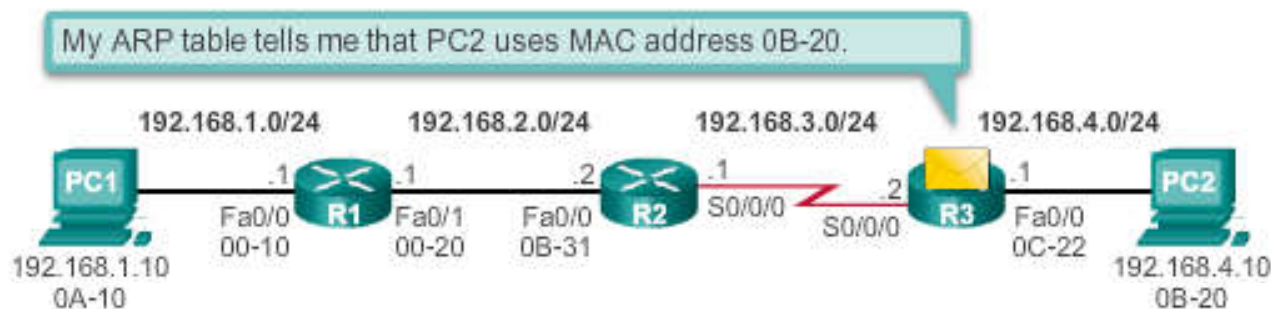 My ARP table tells me that PC2 uses MAC address 0B-20.
192.168.1.0/24
192.168.2.0/24
192.168.3.0/24
192.168.4.0/24
PC1
.1
R1
.1
.2
R2
.1
.2
R3
.1
PC2
Fa0/0
00-10
Fa0/1
00-20
Fa0/0
0B-31
S0/0/0
S0/0/0
Fa0/0
0C-22
192.168.1.10
0A-10
192.168.4.10
0B-20